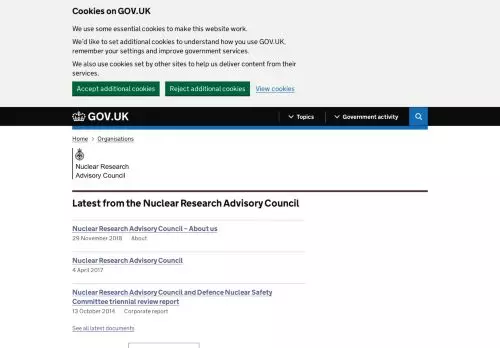 Cookies on GOV.UK
We use some essential cookies to make this website work.
We'd like to set additional cookies to understand how you use GOV.UK,
remember your settings and improve government services.
We also use cookies set by other sites to help us deliver content from their
services.
Accept additional cookies Reject additional cookies View cookies
GOV.UK Topics Government activity
Home Organisations
Nuclear Research
Advisory Council
Latest from the Nuclear Research Advisory Council
Nuclear Research Advisory Council – About us
29 November 2018 About
Nuclear Research Advisory Council
4 April 2017
Nuclear Research Advisory Council and Defence Nuclear Safety
Committee triennial review report
13 October 2014 Corporate report
See all latest documents